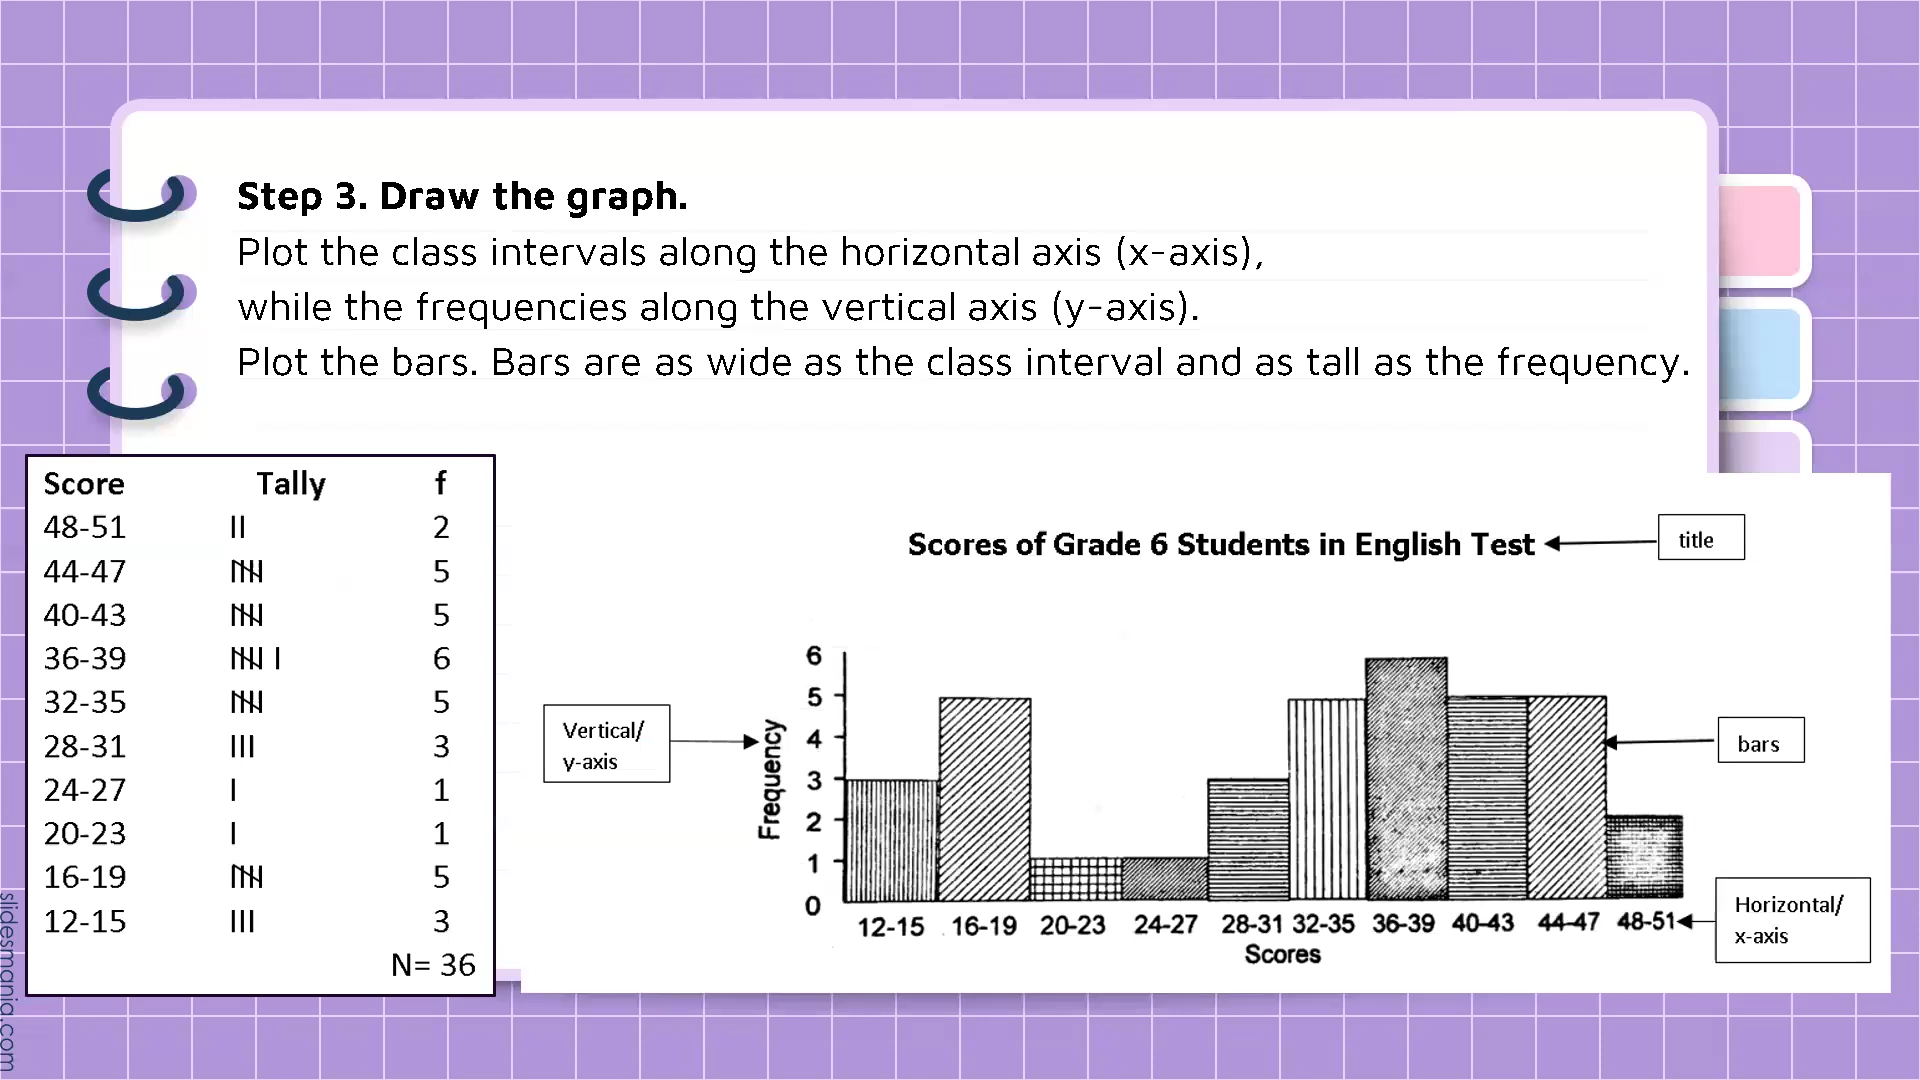 Step 3. Draw the graph.
Plot the class intervals along the horizontal axis (x-axis),
while the frequencies along the vertical axis (y-axis).
Plot the bars. Bars are as wide as the class interval and as tall as the frequency.
Score Tally f
48-51 II 2
44-47 IIII 5
40-43 IIII 5
36-39 IIII I 6
32-35 IIII 5
28-31 III 3
24-27 I 1
20-23 I 1
16-19 IIII 5
12-15 III 3
N= 36
Scores of Grade 6 Students in English Test
title
Vertical/
y-axis
Frequency
6
5
4
3
2
1
0
bars
12-15 16-19 20-23 24-27 28-31 32-35 36-39 40-43 44-47 48-51
Scores
Horizontal/
x-axis
slidesmania.com